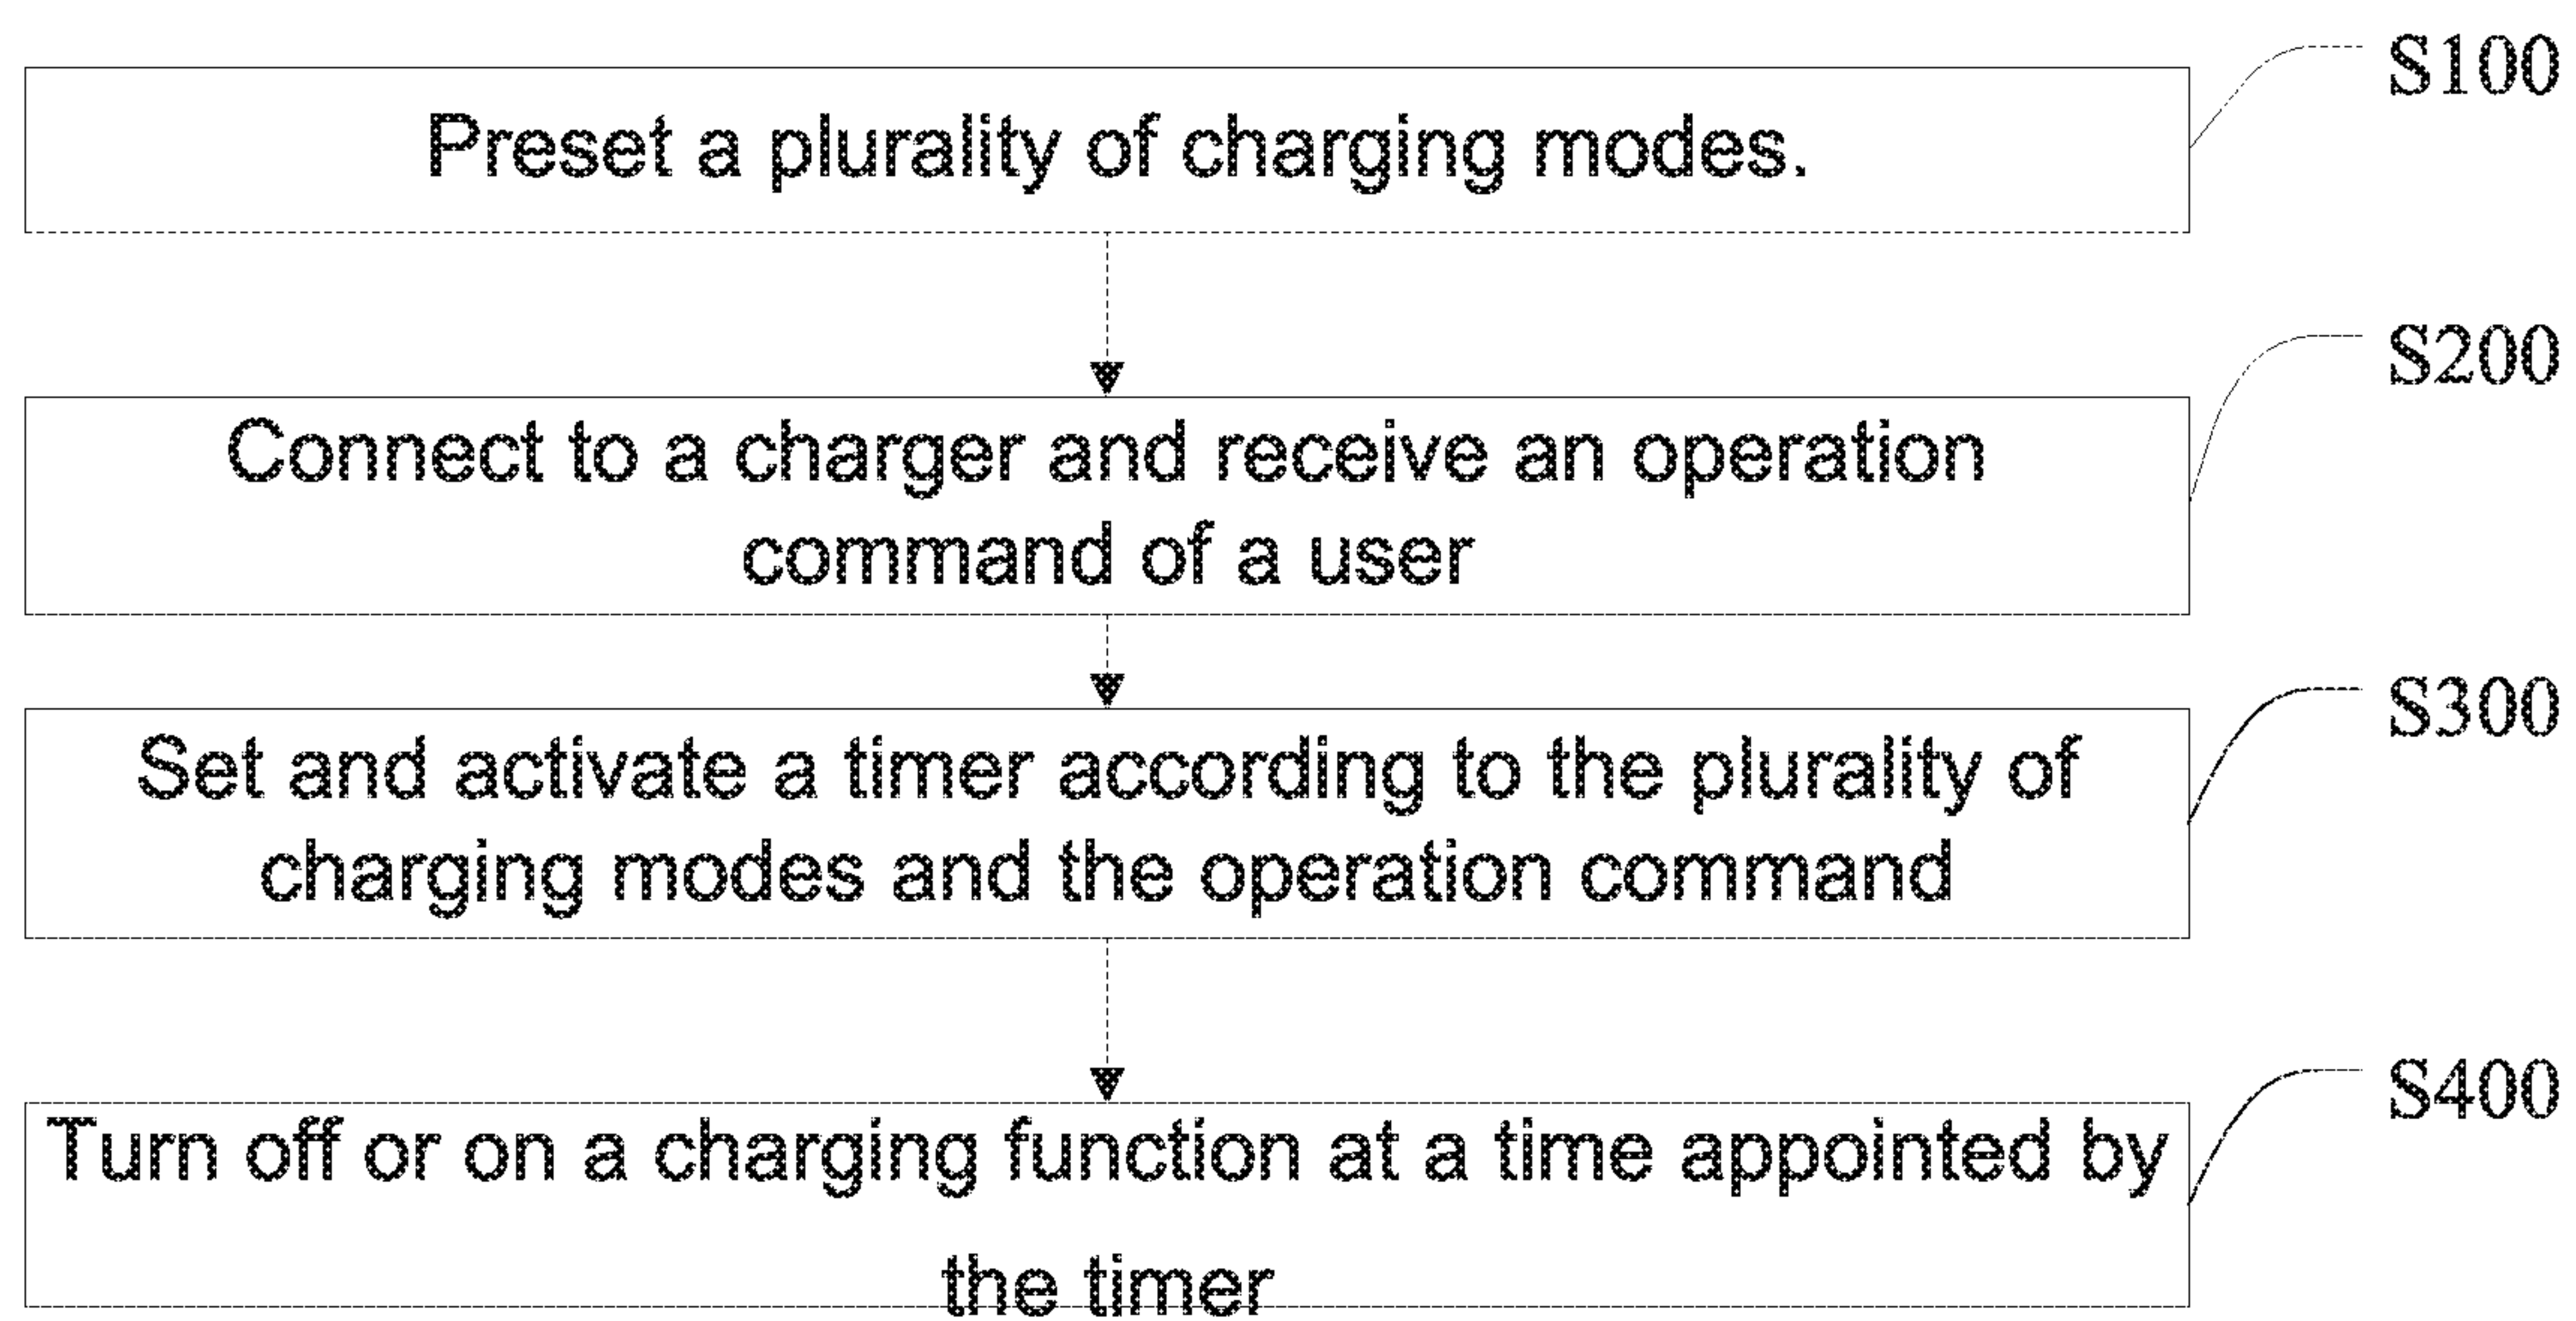 S100
Preset a plurality of charging modes.
S200
Connect to a charger and receive an operation
command of a user
S300
Set and activate a timer according to the plurality of
charging modes and the operation command
S400
Turn off or on a charging function at a time appointed by
the timer